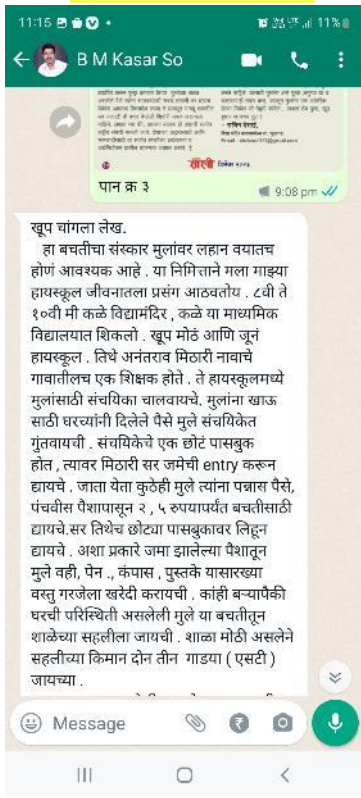 11:15
11%
B M Kasar So
पान क्र ३
9:08 pm
खूप चांगला लेख.
हा बचतीचा संस्कार मुलांवर लहान वयातच
होणं आवश्यक आहे . या निमित्ताने मला माझ्या
हायस्कूल जीवनातला प्रसंग आठवतोय . ८वी ते
१०वी मी कळे विद्यामंदिर , कळे या माध्यमिक
विद्यालयात शिकलो . खूप मोठं आणि जूनं
हायस्कूल . तिथे अनंतराव मिठारी नावाचे
गावातीलच एक शिक्षक होते . ते हायरकूलमध्ये
मुलांसाठी संचयिका चालवायचे. मुलांना खाऊ
साठी घरच्यांनी दिलेले पैसे मुले संचयिकेत
गुंतवायची . संचयिकेचे एक छोटं पासबुक
होत , त्यावर मिठारी सर जमेची entry करून
द्यायचे . जाता येता कुठेही मुले त्यांना पन्नास पैसे,
पंचवीस पैशापासून २ , ५ रुपयापर्यंत बचतीसाठी
द्यायचे.सर तिथेच छोट्या पासबुकावर लिहून
द्यायचे . अशा प्रकारे जमा झालेल्या पैशातून
मुले वही, पेन ., कंपास , पुस्तके यासारख्या
वस्तु गरजेला खरेदी करायची . कांही बऱ्यापैकी
घरची परिस्थिती असलेली मुले या बचतीतून
शाळेच्या सहलीला जायची . शाळा मोठी असलेने
सहलीच्या किमान दोन तीन गाडया ( एसटी )
जायच्या .
Message